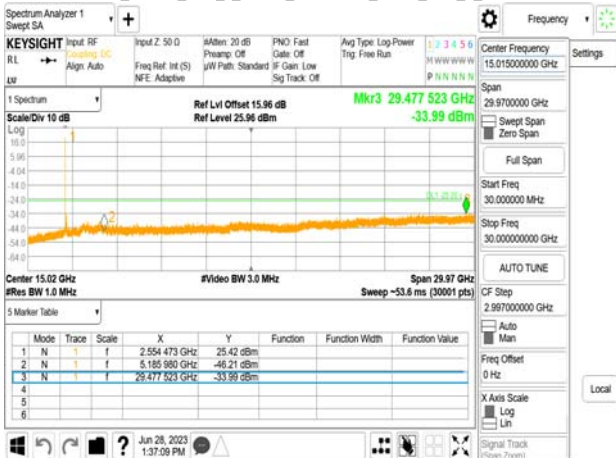 Spectrum Analyzer 1
Swept SA
Frequency
Settings
KEYSIGHT
RL
Input: RF
Coupling: DC
Align: Auto
Input Z: 50 Ω
Freq Ref: Int (S)
NFE: Adaptive
#Atten: 20 dB
Preamp: Off
µW Path: Standard
PNO: Fast
Gate: Off
IF Gain: Low
Sig Track: Off
Avg Type: Log-Power
Trig: Free Run
1 2 3 4 5 6
M W W W W W
P N N N N N
1 Spectrum
Scale/Div 10 dB
Ref Lvl Offset 15.96 dB
Ref Level 25.96 dBm
Mkr3 29.477 523 GHz
-33.99 dBm
Log
16.0
5.96
-4.04
-14.0
-24.0
-34.0
-44.0
-54.0
-64.0
1
2
Center 15.02 GHz
#Res BW 1.0 MHz
#Video BW 3.0 MHz
Span 29.97 GHz
Sweep ~53.6 ms (30001 pts)
5 Marker Table
Mode Trace Scale X Y Function Function Width Function Value
1 N 1 f 2.554 473 GHz 25.42 dBm
2 N 1 f 5.185 980 GHz -46.21 dBm
3 N 1 f 29.477 523 GHz -33.99 dBm
4
5
6
Jun 28, 2023
1:37:09 PM
Center Frequency
15.015000000 GHz
Span
29.9700000 GHz
Swept Span
Zero Span
Full Span
Start Freq
30.000000 MHz
Stop Freq
30.000000000 GHz
AUTO TUNE
CF Step
2.997000000 GHz
Auto
Man
Freq Offset
0 Hz
X Axis Scale
Log
Lin
Signal Track
(Span Zoom)
Local